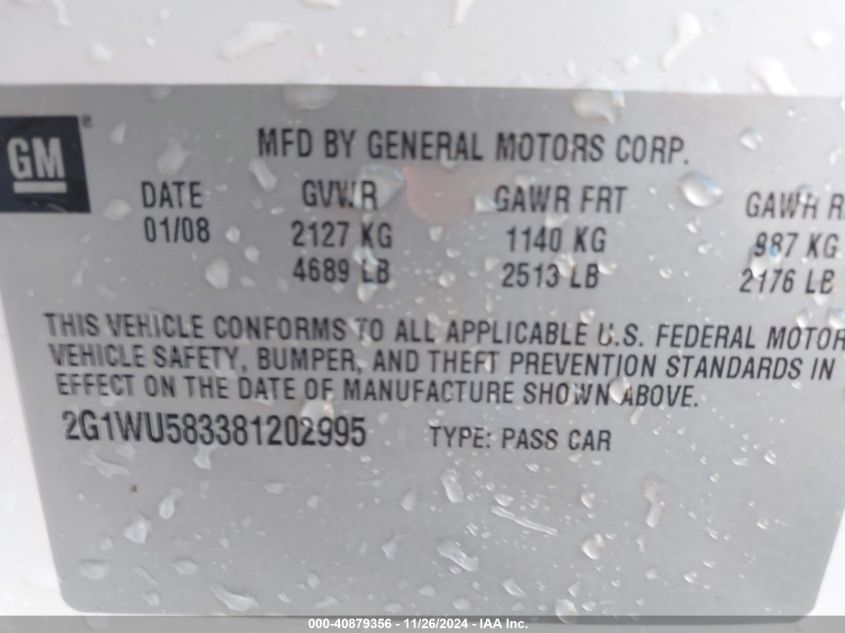 GM®
MFD BY GENERAL MOTORS CORP.
DATE GVWR GAWR FRT GAWR R
01/08 2127 KG 1140 KG 987 KG
4689 LB 2513 LB 2176 LB
THIS VEHICLE CONFORMS TO ALL APPLICABLE U.S. FEDERAL MOTOR
VEHICLE SAFETY, BUMPER, AND THEFT PREVENTION STANDARDS IN
EFFECT ON THE DATE OF MANUFACTURE SHOWN ABOVE.
2G1WU583381202995 TYPE: PASS CAR
000-40879356 - 11/26/2024 - IAA Inc.